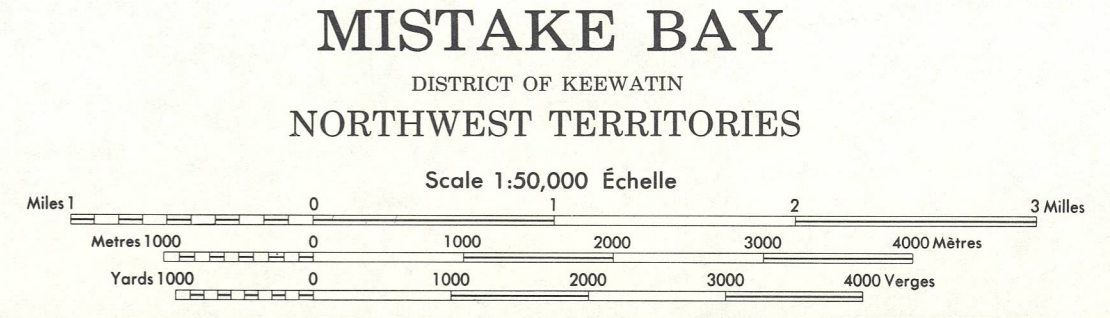 MISTAKE BAY
DISTRICT OF KEEWATIN
NORTHWEST TERRITORIES
Scale 1:50,000 Échelle
Miles 1 0 1 2 3 Milles
Metres 1000 0 1000 2000 3000 4000 Mètres
Yards 1000 0 1000 2000 3000 4000 Verges